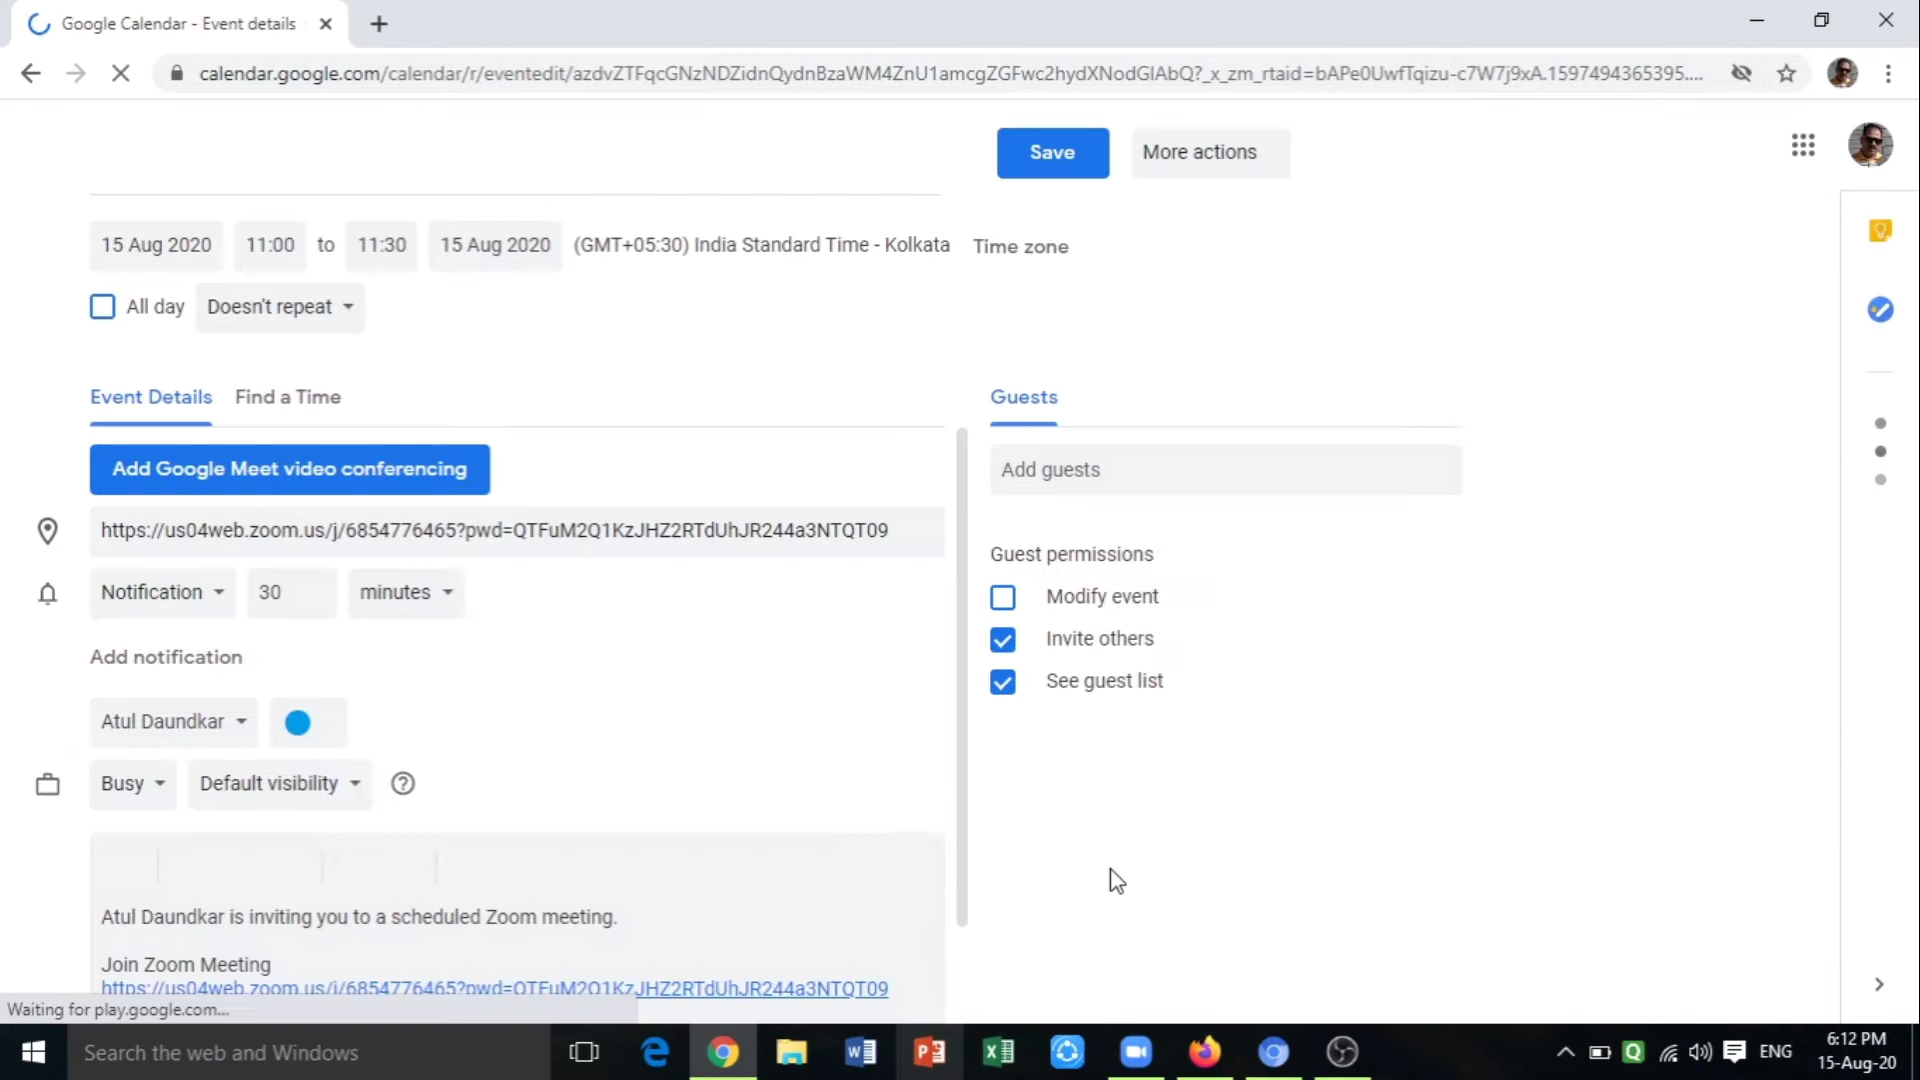 Google Calendar - Event details
calendar.google.com/calendar/r/eventedit/azdvZTFqcGNzNDZidnQydnBzaWM4ZnU1amcgZGFwc2hydXNodGlAbQ?_x_zm_rtaid=bAPe0UwfTqizu-c7W7j9xA.1597494365395....
Save
More actions
15 Aug 2020
11:00
to
11:30
15 Aug 2020
(GMT+05:30) India Standard Time - Kolkata
Time zone
All day
Doesn't repeat
Event Details
Find a Time
Guests
Add Google Meet video conferencing
Add guests
https://us04web.zoom.us/j/6854776465?pwd=QTFuM2Q1KzJHZ2RTdUhJR244a3NTQT09
Guest permissions
Notification
30
minutes
Modify event
Invite others
Add notification
See guest list
Atul Daundkar
Busy
Default visibility
Atul Daundkar is inviting you to a scheduled Zoom meeting.
Join Zoom Meeting
https://us04web.zoom.us/j/6854776465?pwd=QTFuM2Q1KzJHZ2RTdUhJR244a3NTQT09
Waiting for play.google.com...
Search the web and Windows
ENG
6:12 PM
15-Aug-20